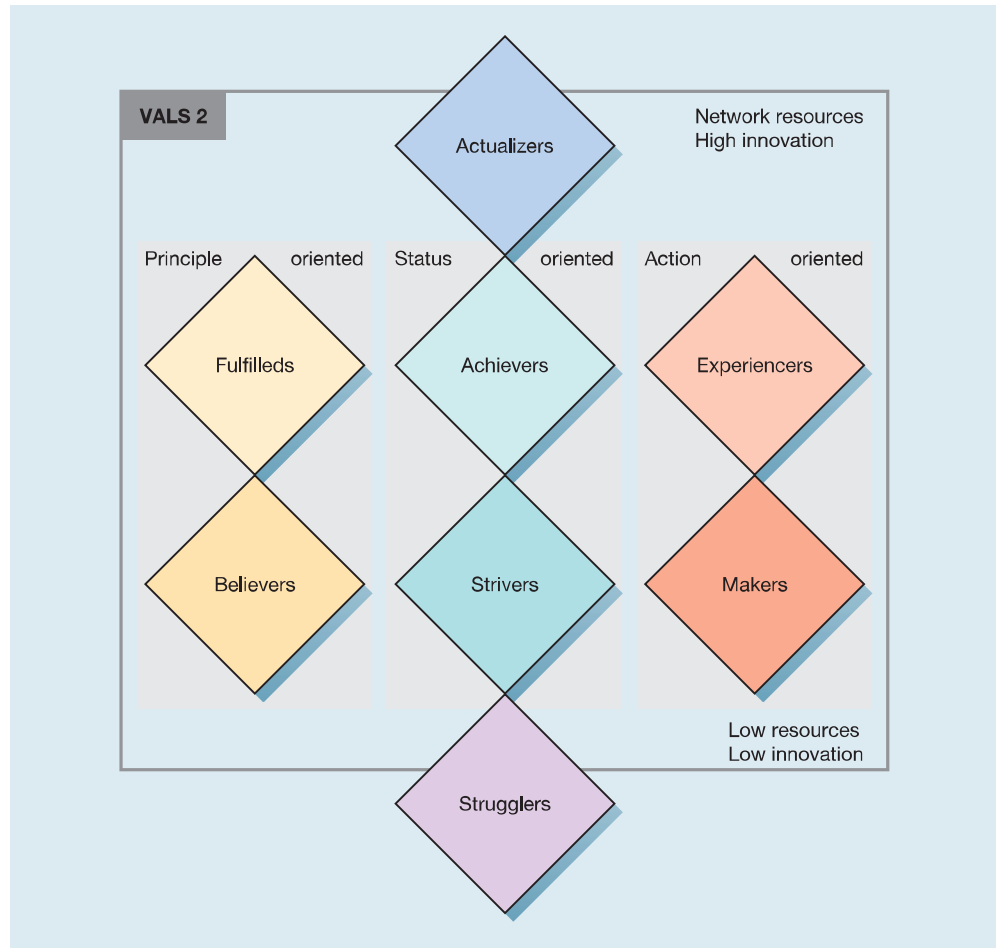 VALS 2
Network resources
High innovation
Actualizers
Principle oriented
Status oriented
Action oriented
Fulfilleds
Achievers
Experiencers
Believers
Strivers
Makers
Low resources
Low innovation
Strugglers